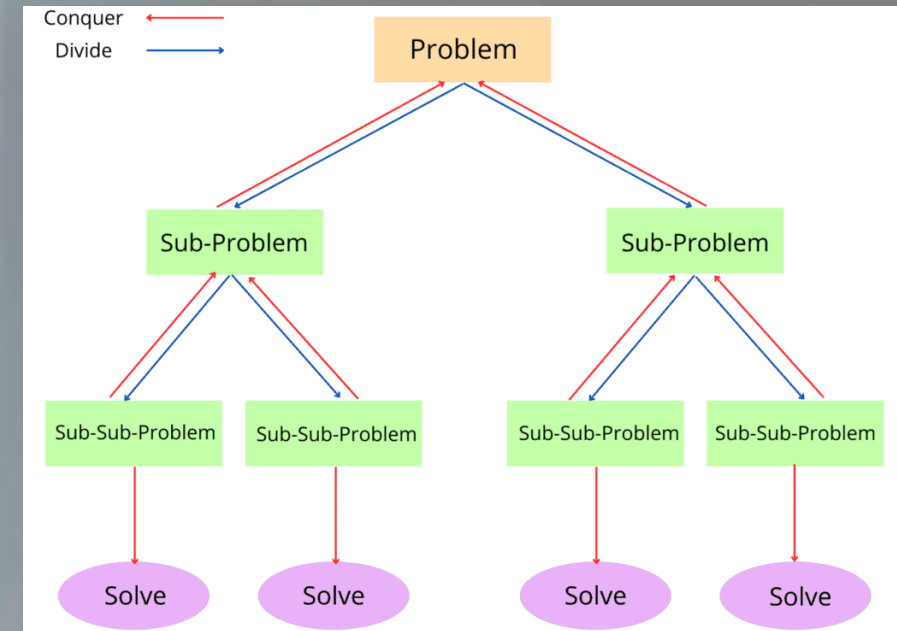 Conquer
Divide
Problem
Sub-Problem
Sub-Problem
Sub-Sub-Problem
Sub-Sub-Problem
Sub-Sub-Problem
Sub-Sub-Problem
Solve
Solve
Solve
Solve